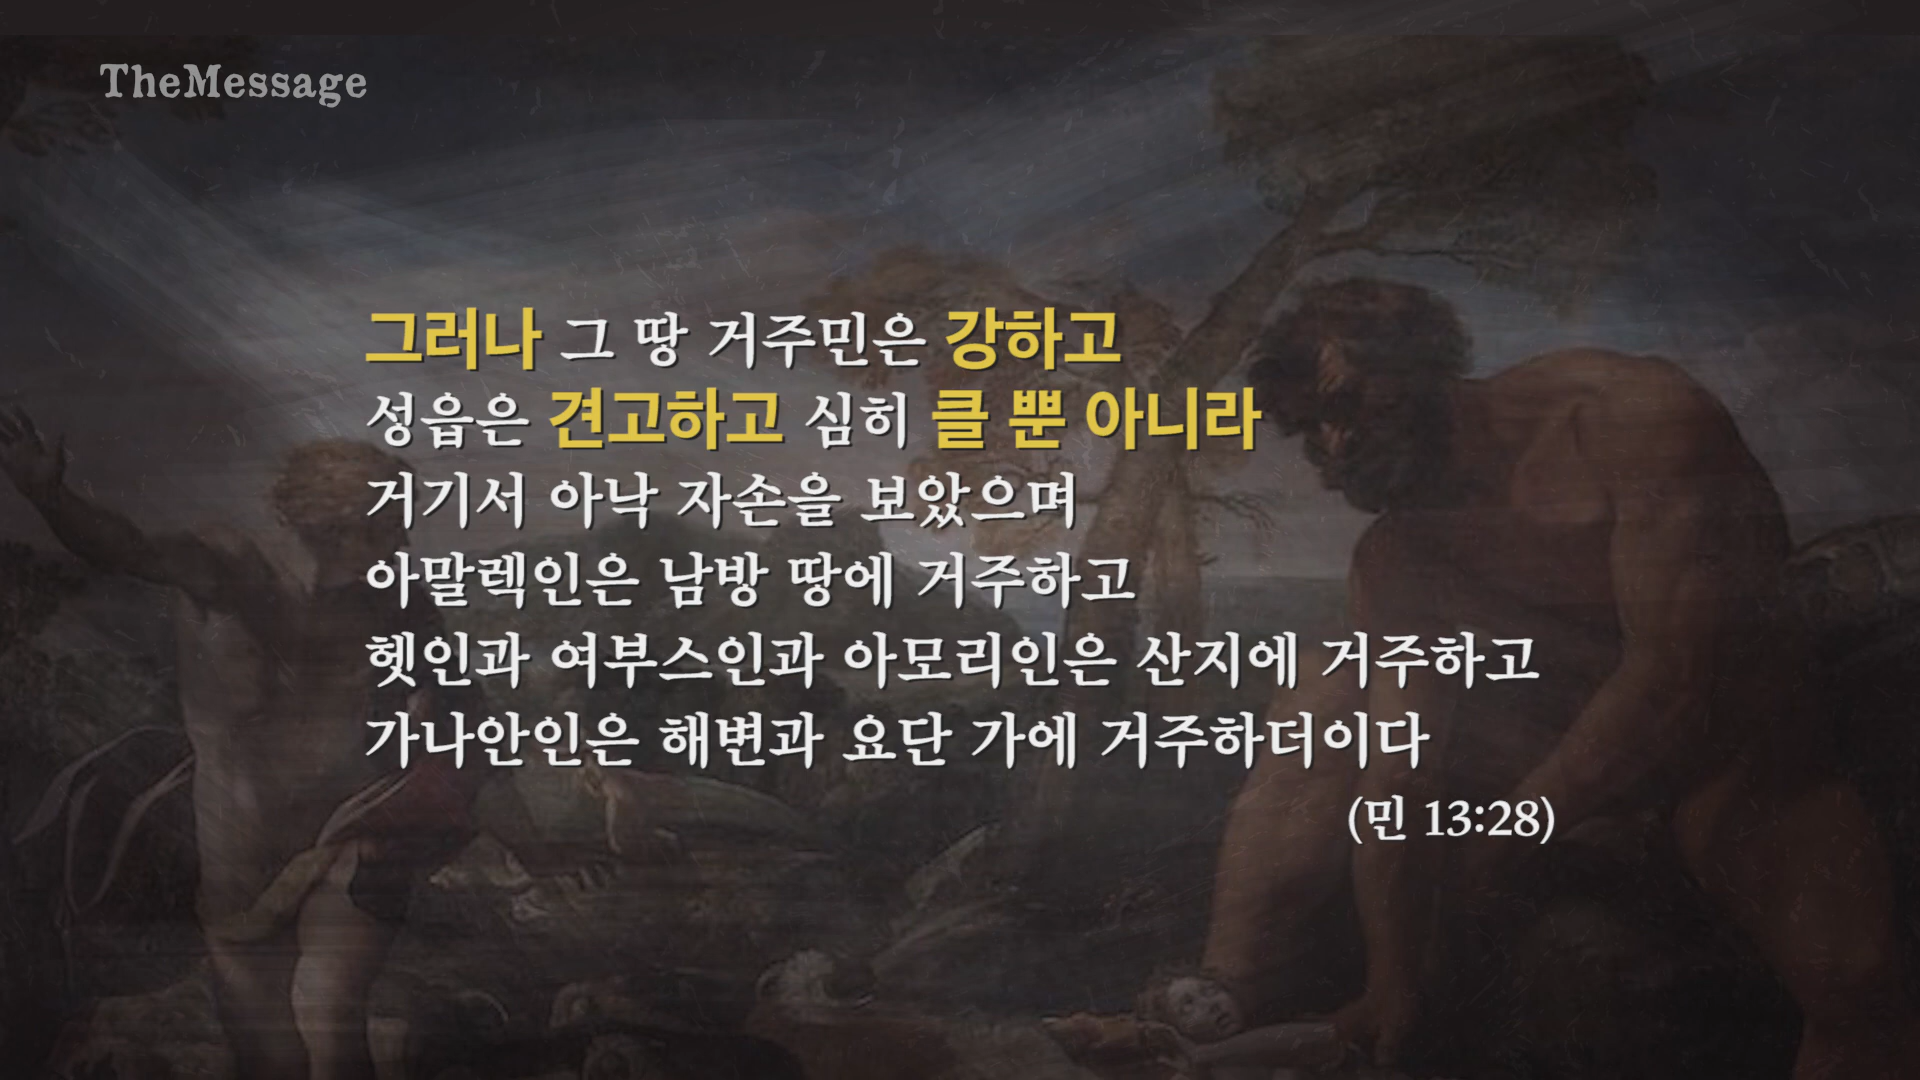 TheMessage
그러나 그 땅 거주민은 강하고
성읍은 견고하고 심히 클 뿐 아니라
거기서 아낙 자손을 보았으며
아말렉인은 남방 땅에 거주하고
헷인과 여부스인과 아모리인은 산지에 거주하고
가나안인은 해변과 요단 가에 거주하더이다
(민 13:28)